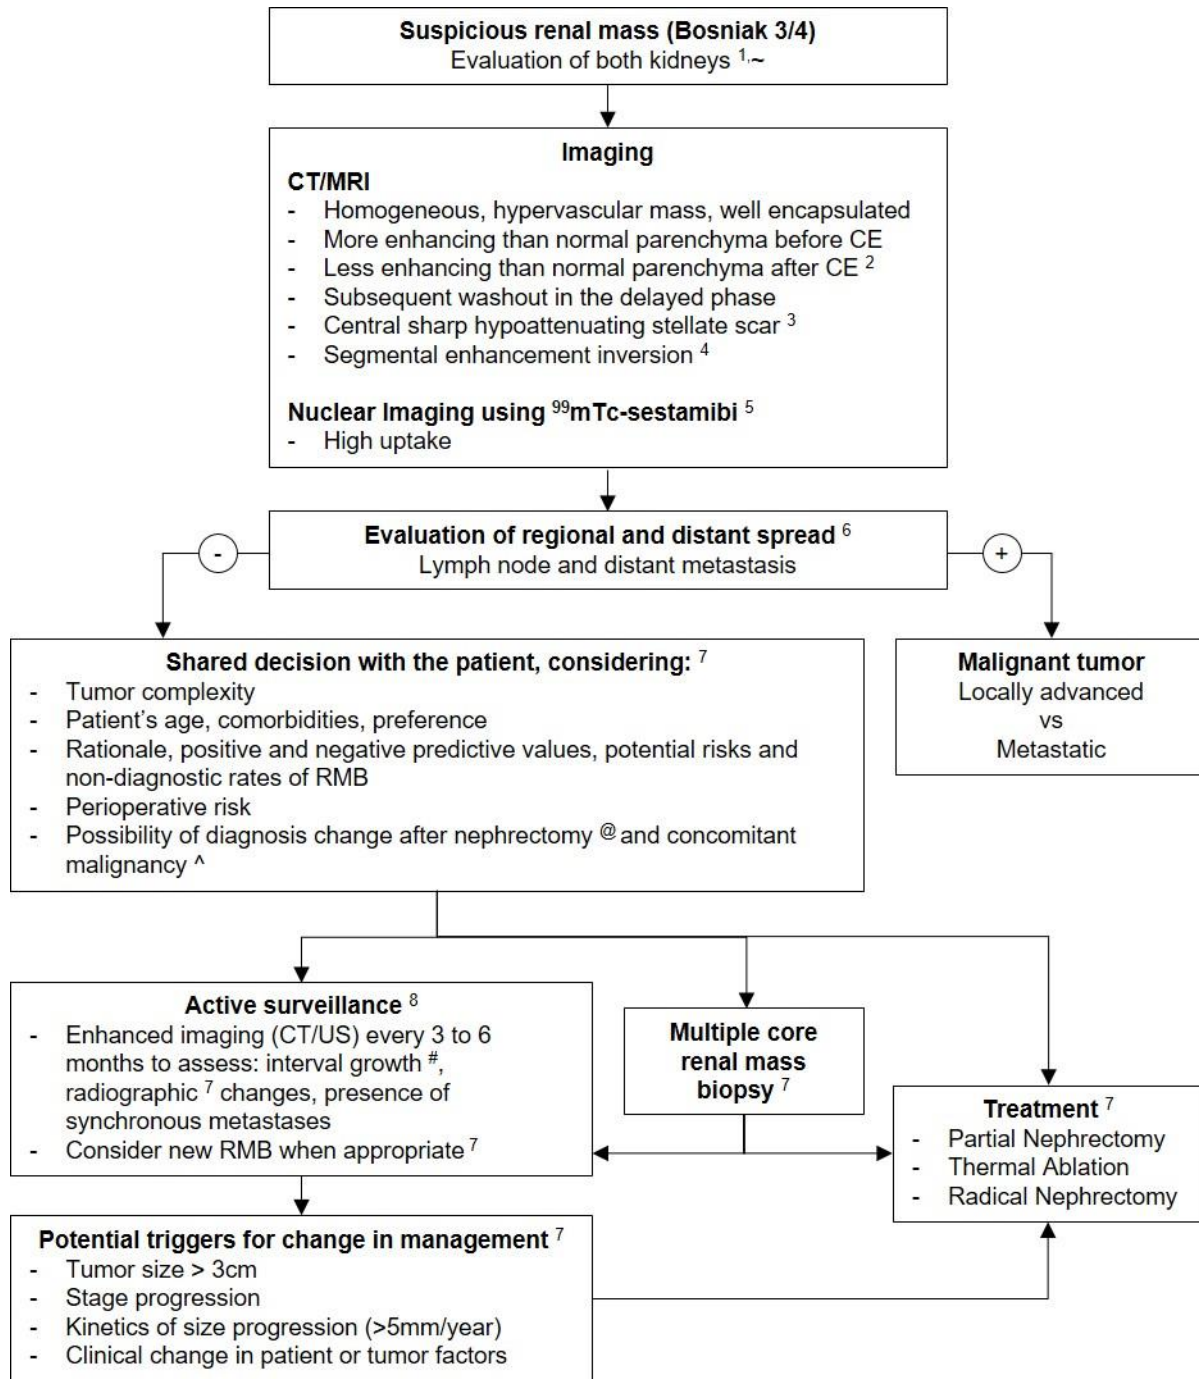 Suspicious renal mass (Bosniak 3/4)
Evaluation of both kidneys 1,~
Imaging
CT/MRI
- Homogeneous, hypervascular mass, well encapsulated
- More enhancing than normal parenchyma before CE
- Less enhancing than normal parenchyma after CE 2
- Subsequent washout in the delayed phase
- Central sharp hypoattenuating stellate scar 3
- Segmental enhancement inversion 4
Nuclear Imaging using 99mTc-sestamibi 5
- High uptake
Evaluation of regional and distant spread 6
Lymph node and distant metastasis
-
+
Shared decision with the patient, considering: 7
- Tumor complexity
- Patient's age, comorbidities, preference
- Rationale, positive and negative predictive values, potential risks and
non-diagnostic rates of RMB
- Perioperative risk
- Possibility of diagnosis change after nephrectomy @ and concomitant
malignancy ^
Malignant tumor
Locally advanced
vs
Metastatic
Active surveillance 8
- Enhanced imaging (CT/US) every 3 to 6
months to assess: interval growth #,
radiographic 7 changes, presence of
synchronous metastases
- Consider new RMB when appropriate 7
Multiple core
renal mass
biopsy 7
Treatment 7
- Partial Nephrectomy
- Thermal Ablation
- Radical Nephrectomy
Potential triggers for change in management 7
- Tumor size > 3cm
- Stage progression
- Kinetics of size progression (>5mm/year)
- Clinical change in patient or tumor factors